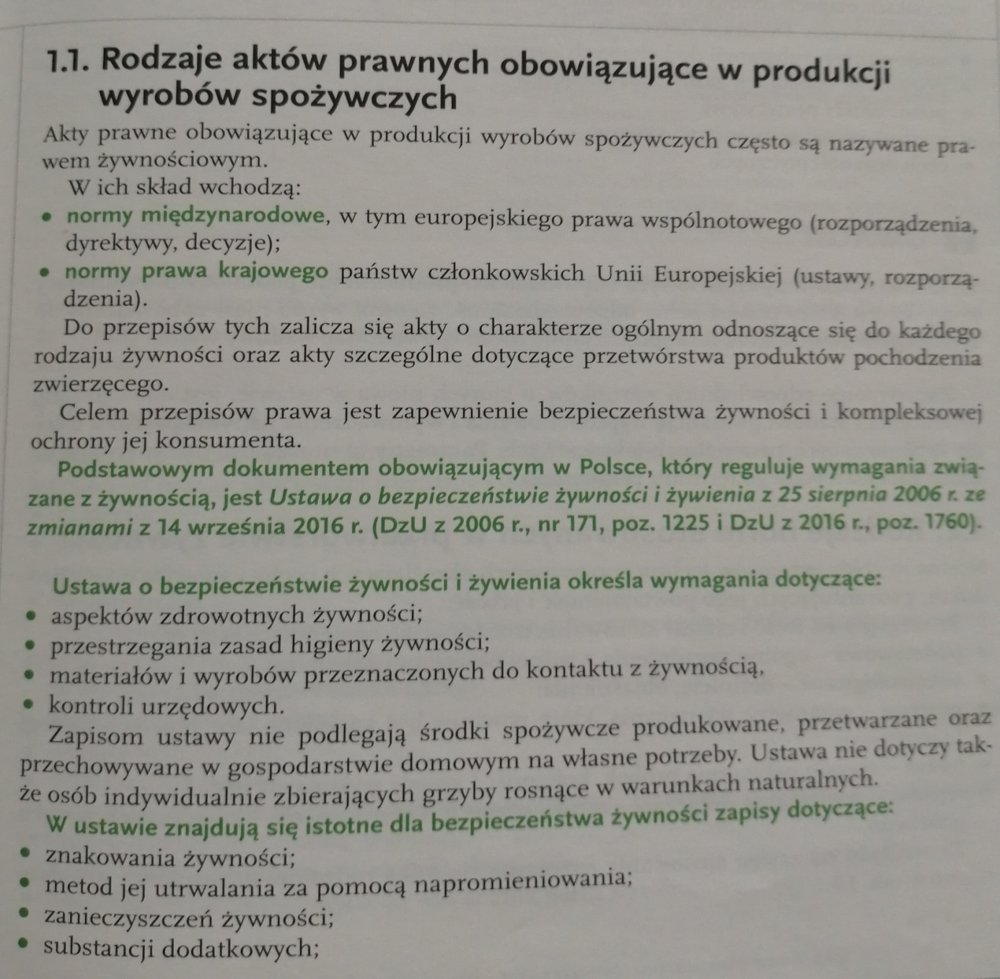 1.1. Rodzaje aktów prawnych obowiązujące w produkcji
wyrobów spożywczych
Akty prawne obowiązujące w produkcji wyrobów spożywczych często są nazywane pra-
wem żywnościowym.
W ich skład wchodzą:
• normy międzynarodowe, w tym europejskiego prawa wspólnotowego (rozporządzenia,
dyrektywy, decyzje);
• normy prawa krajowego państw członkowskich Unii Europejskiej (ustawy, rozporzą-
dzenia).
Do przepisów tych zalicza się akty o charakterze ogólnym odnoszące się do każdego
rodzaju żywności oraz akty szczególne dotyczące przetwórstwa produktów pochodzenia
zwierzęcego.
Celem przepisów prawa jest zapewnienie bezpieczeństwa żywności i kompleksowej
ochrony jej konsumenta.
Podstawowym dokumentem obowiązującym w Polsce, który reguluje wymagania zwią-
zane z żywnością, jest Ustawa o bezpieczeństwie żywności i żywienia z 25 sierpnia 2006 r. ze
zmianami z 14 września 2016 r. (DzU z 2006 r., nr 171, poz. 1225 i DzU z 2016 r., poz. 1760).
Ustawa o bezpieczeństwie żywności i żywienia określa wymagania dotyczące:
• aspektów zdrowotnych żywności;
• przestrzegania zasad higieny żywności;
• materiałów i wyrobów przeznaczonych do kontaktu z żywnością,
• kontroli urzędowych.
Zapisom ustawy nie podlegają środki spożywcze produkowane, przetwarzane oraz
przechowywane w gospodarstwie domowym na własne potrzeby. Ustawa nie dotyczy tak-
że osób indywidualnie zbierających grzyby rosnące w warunkach naturalnych.
W ustawie znajdują się istotne dla bezpieczeństwa żywności zapisy dotyczące:
• znakowania żywności;
• metod jej utrwalania za pomocą napromieniowania;
• zanieczyszczeń żywności;
• substancji dodatkowych;